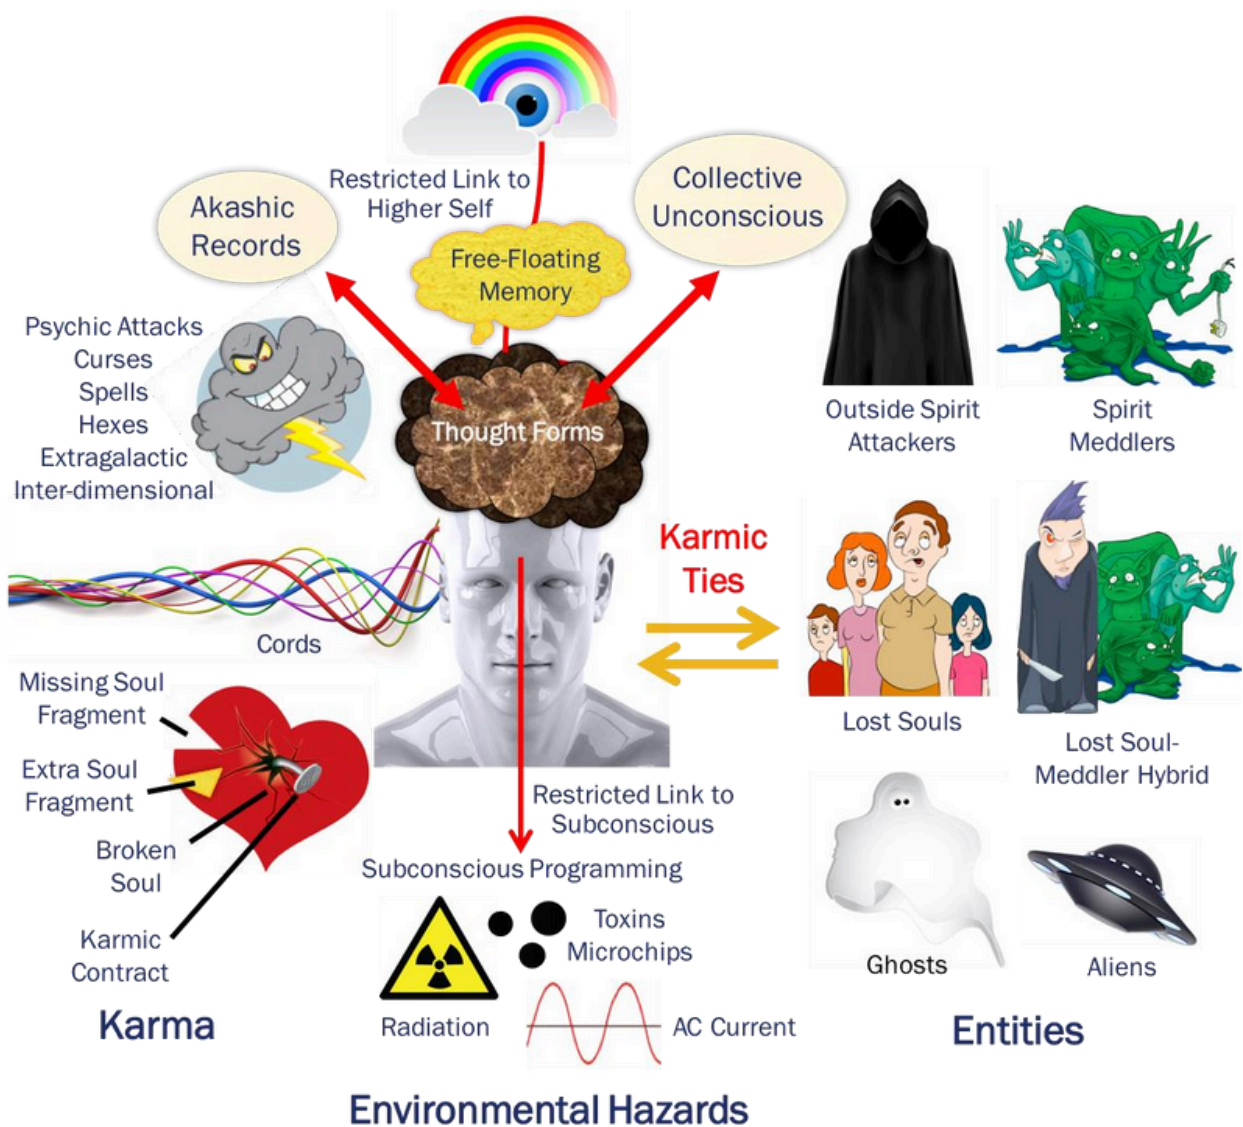 Restricted Link to
Higher Self
Akashic
Records
Collective
Unconscious
Free-Floating
Memory
Thought Forms
Psychic Attacks
Curses
Spells
Hexes
Extragalactic
Inter-dimensional
Outside Spirit
Attackers
Spirit
Meddlers
Karmic
Ties
Cords
Lost Souls
Lost Soul-
Meddler Hybrid
Missing Soul
Fragment
Extra Soul
Fragment
Broken
Soul
Karmic
Contract
Karma
Restricted Link to
Subconscious
Subconscious Programming
Toxins
Microchips
Radiation
AC Current
Ghosts
Aliens
Entities
Environmental Hazards